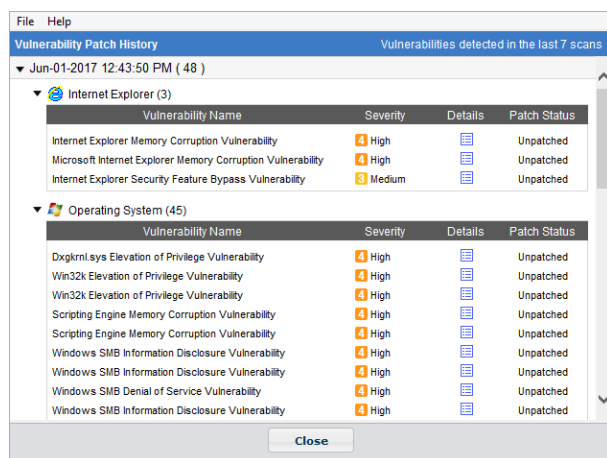 File Help
Vulnerability Patch History Vulnerabilities detected in the last 7 scans
Jun-01-2017 12:43:50 PM ( 48 )
Internet Explorer (3)
Vulnerability Name Severity Details Patch Status
Internet Explorer Memory Corruption Vulnerability 4 High Unpatched
Microsoft Internet Explorer Memory Corruption Vulnerability 4 High Unpatched
Internet Explorer Security Feature Bypass Vulnerability 3 Medium Unpatched
Operating System (45)
Vulnerability Name Severity Details Patch Status
Dxgkrnl.sys Elevation of Privilege Vulnerability 4 High Unpatched
Win32k Elevation of Privilege Vulnerability 4 High Unpatched
Win32k Elevation of Privilege Vulnerability 4 High Unpatched
Scripting Engine Memory Corruption Vulnerability 4 High Unpatched
Scripting Engine Memory Corruption Vulnerability 4 High Unpatched
Windows SMB Information Disclosure Vulnerability 4 High Unpatched
Windows SMB Information Disclosure Vulnerability 4 High Unpatched
Windows SMB Denial of Service Vulnerability 4 High Unpatched
Windows SMB Information Disclosure Vulnerability 4 High Unpatched
Close